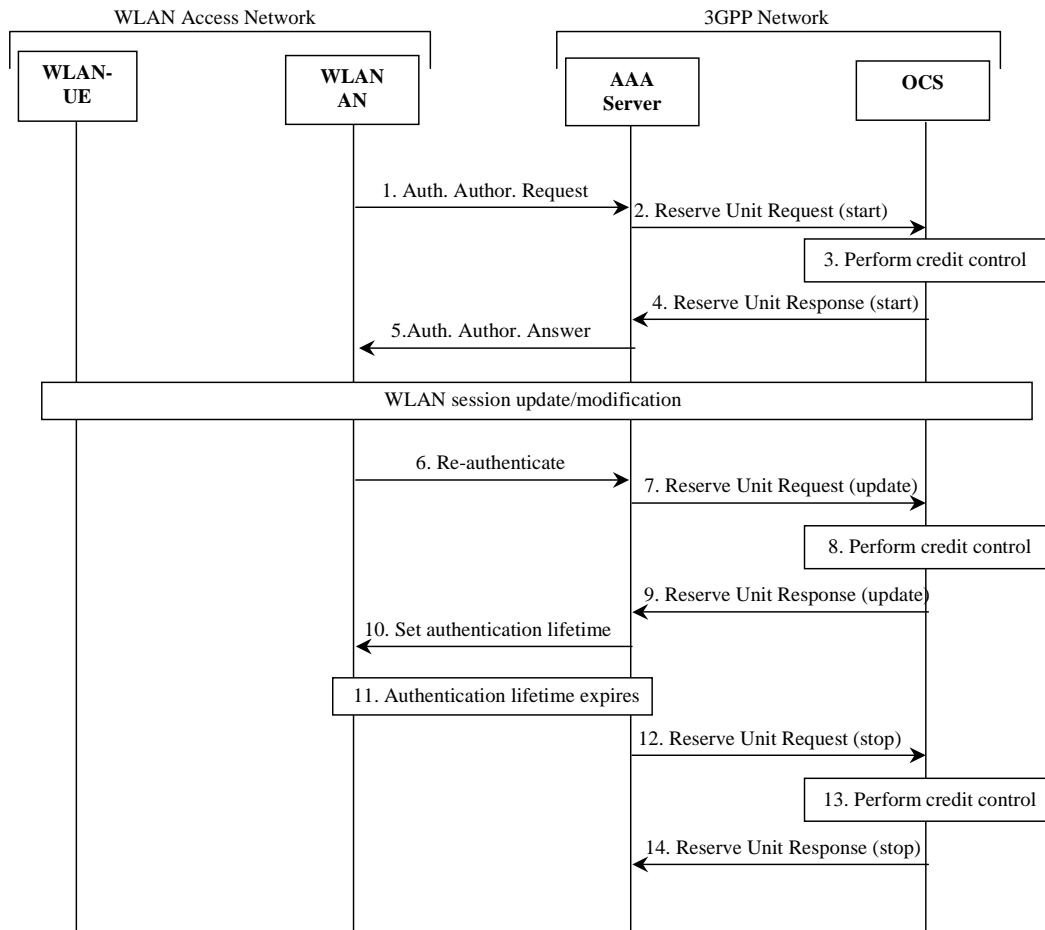 WLAN Access Network
3GPP Network
WLAN-
UE
WLAN
AN
AAA
Server
OCS
1. Auth. Author. Request
2. Reserve Unit Request (start)
3. Perform credit control
4. Reserve Unit Response (start)
5.Auth. Author. Answer
WLAN session update/modification
6. Re-authenticate
7. Reserve Unit Request (update)
8. Perform credit control
9. Reserve Unit Response (update)
10. Set authentication lifetime
11. Authentication lifetime expires
12. Reserve Unit Request (stop)
13. Perform credit control
14. Reserve Unit Response (stop)